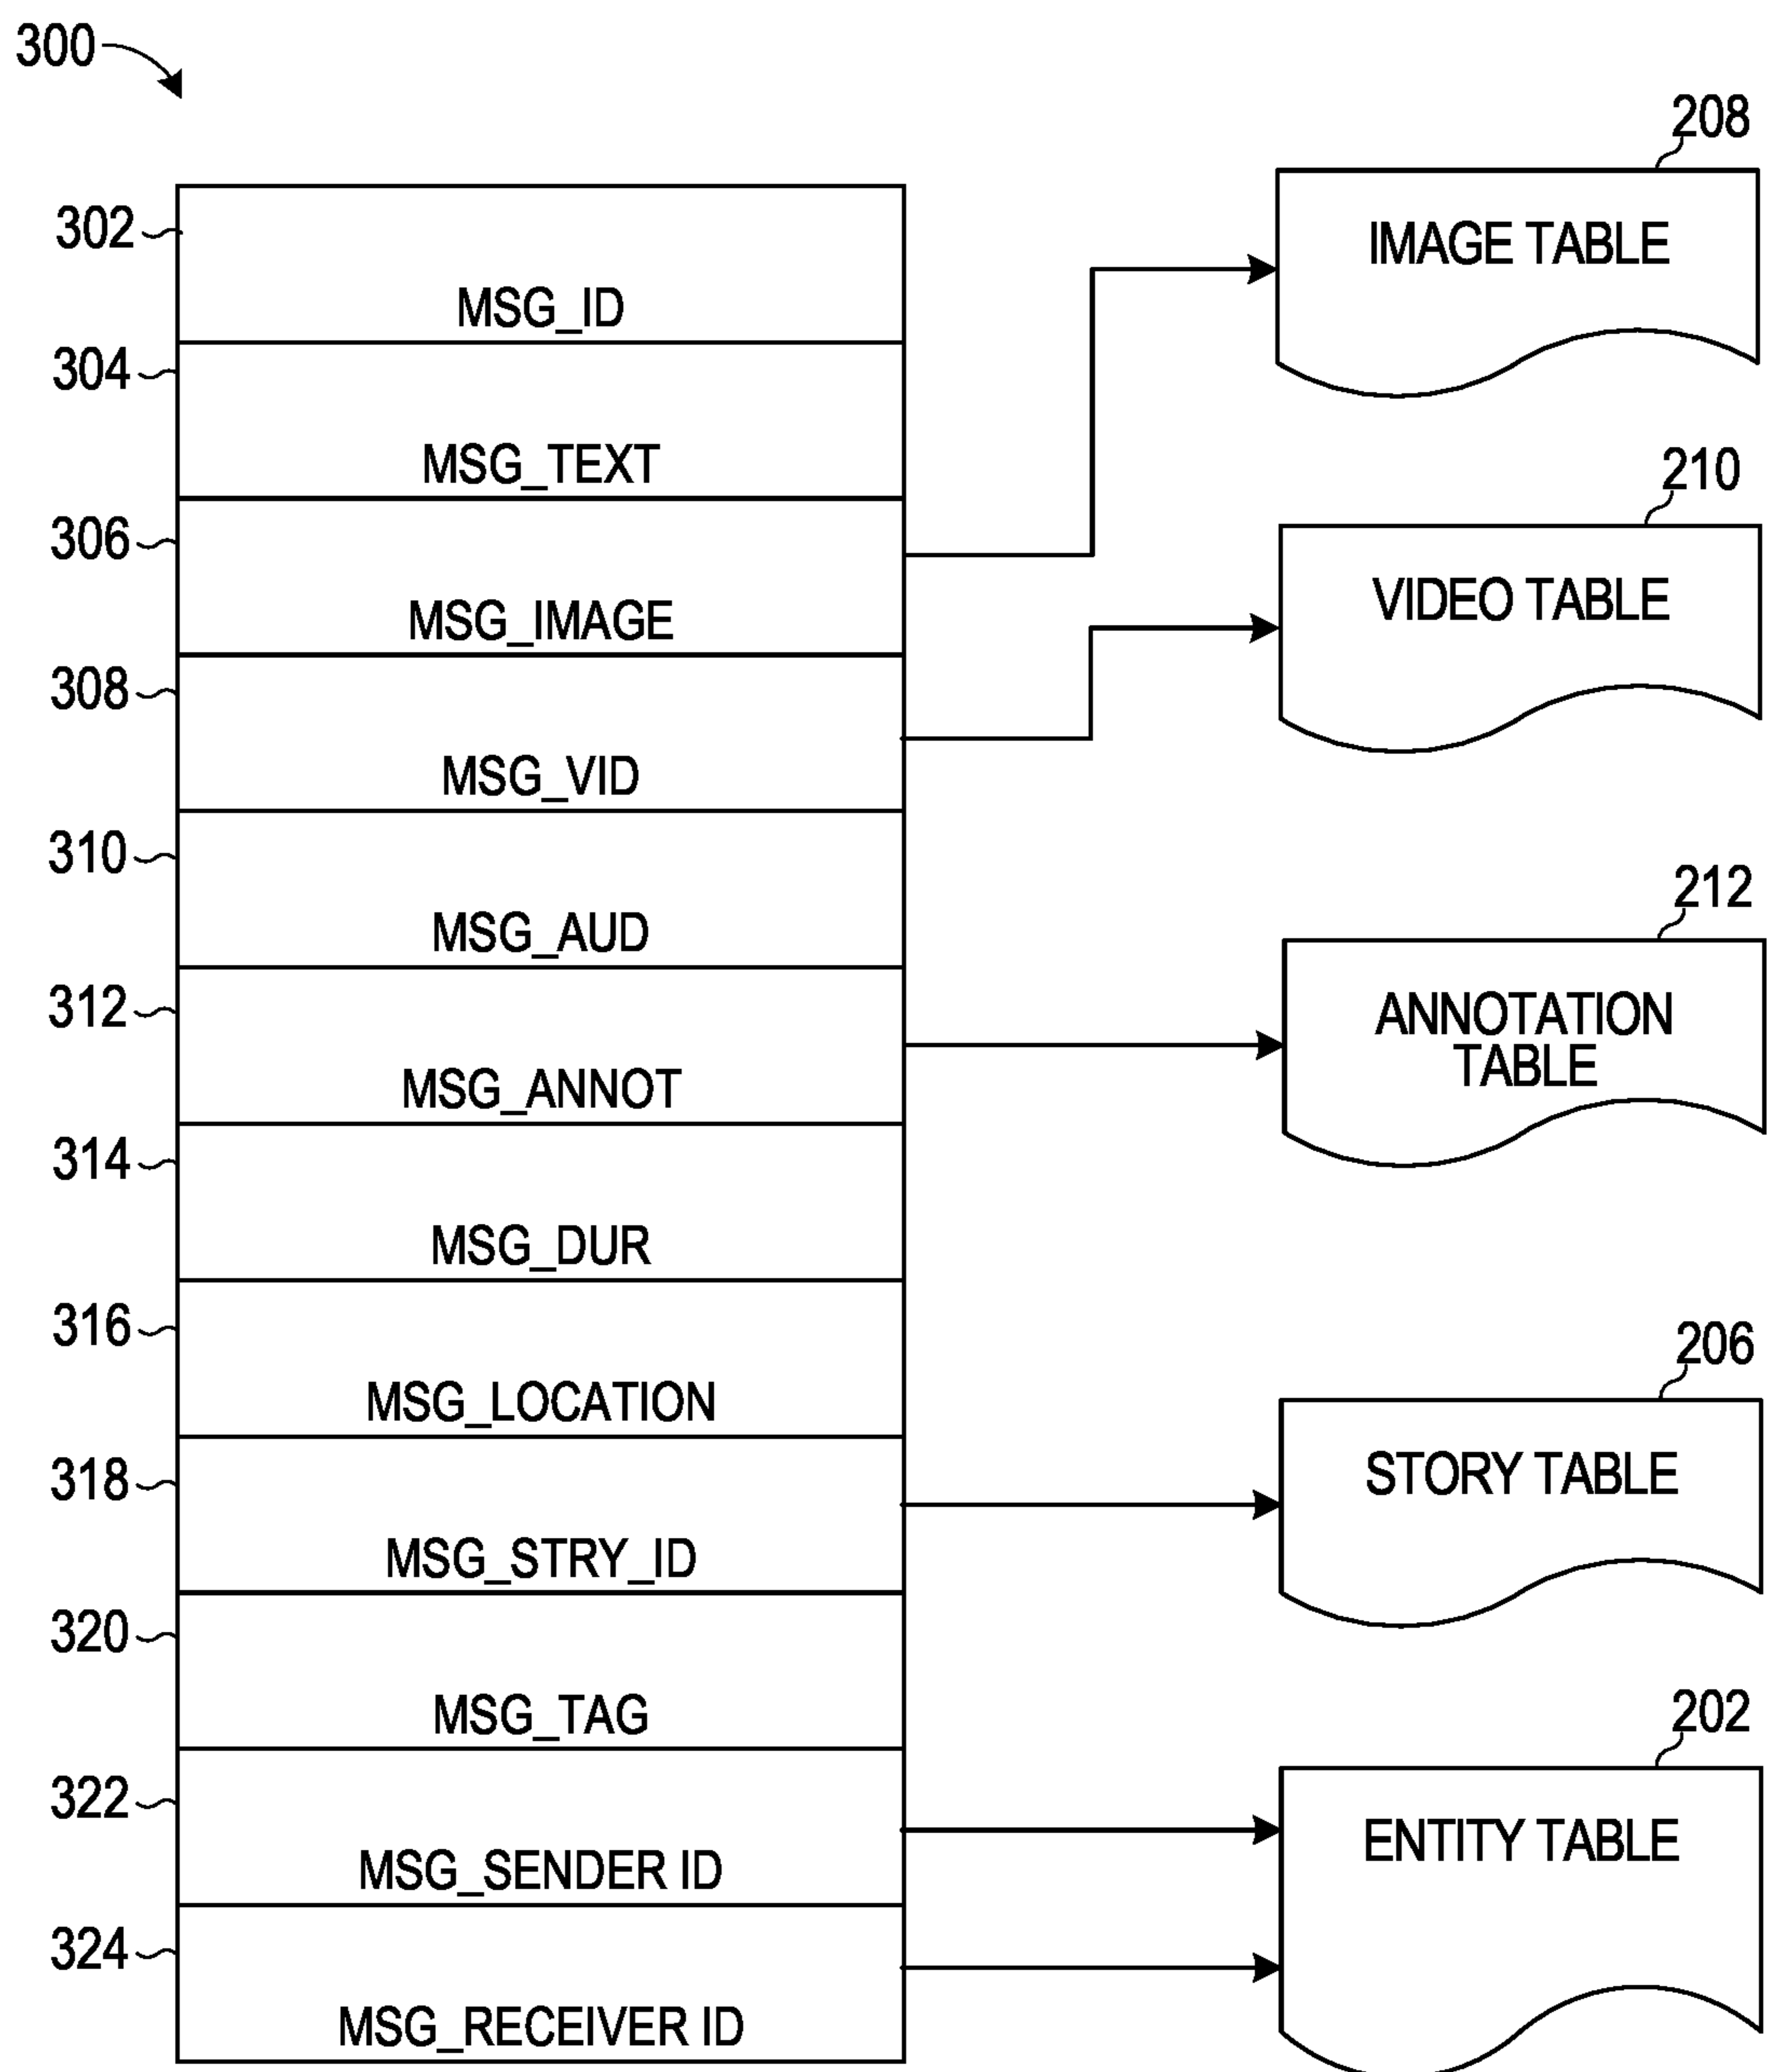 300
208
302
IMAGE TABLE
MSG_ID
304
MSG_TEXT
210
306
VIDEO TABLE
MSG_IMAGE
308
MSG_VID
310
212
MSG_AUD
312
ANNOTATION
TABLE
MSG_ANNOT
314
MSG_DUR
316
206
MSG_LOCATION
318
STORY TABLE
MSG_STRY_ID
320
202
MSG_TAG
322
ENTITY TABLE
MSG_SENDER ID
324
MSG_RECEIVER ID